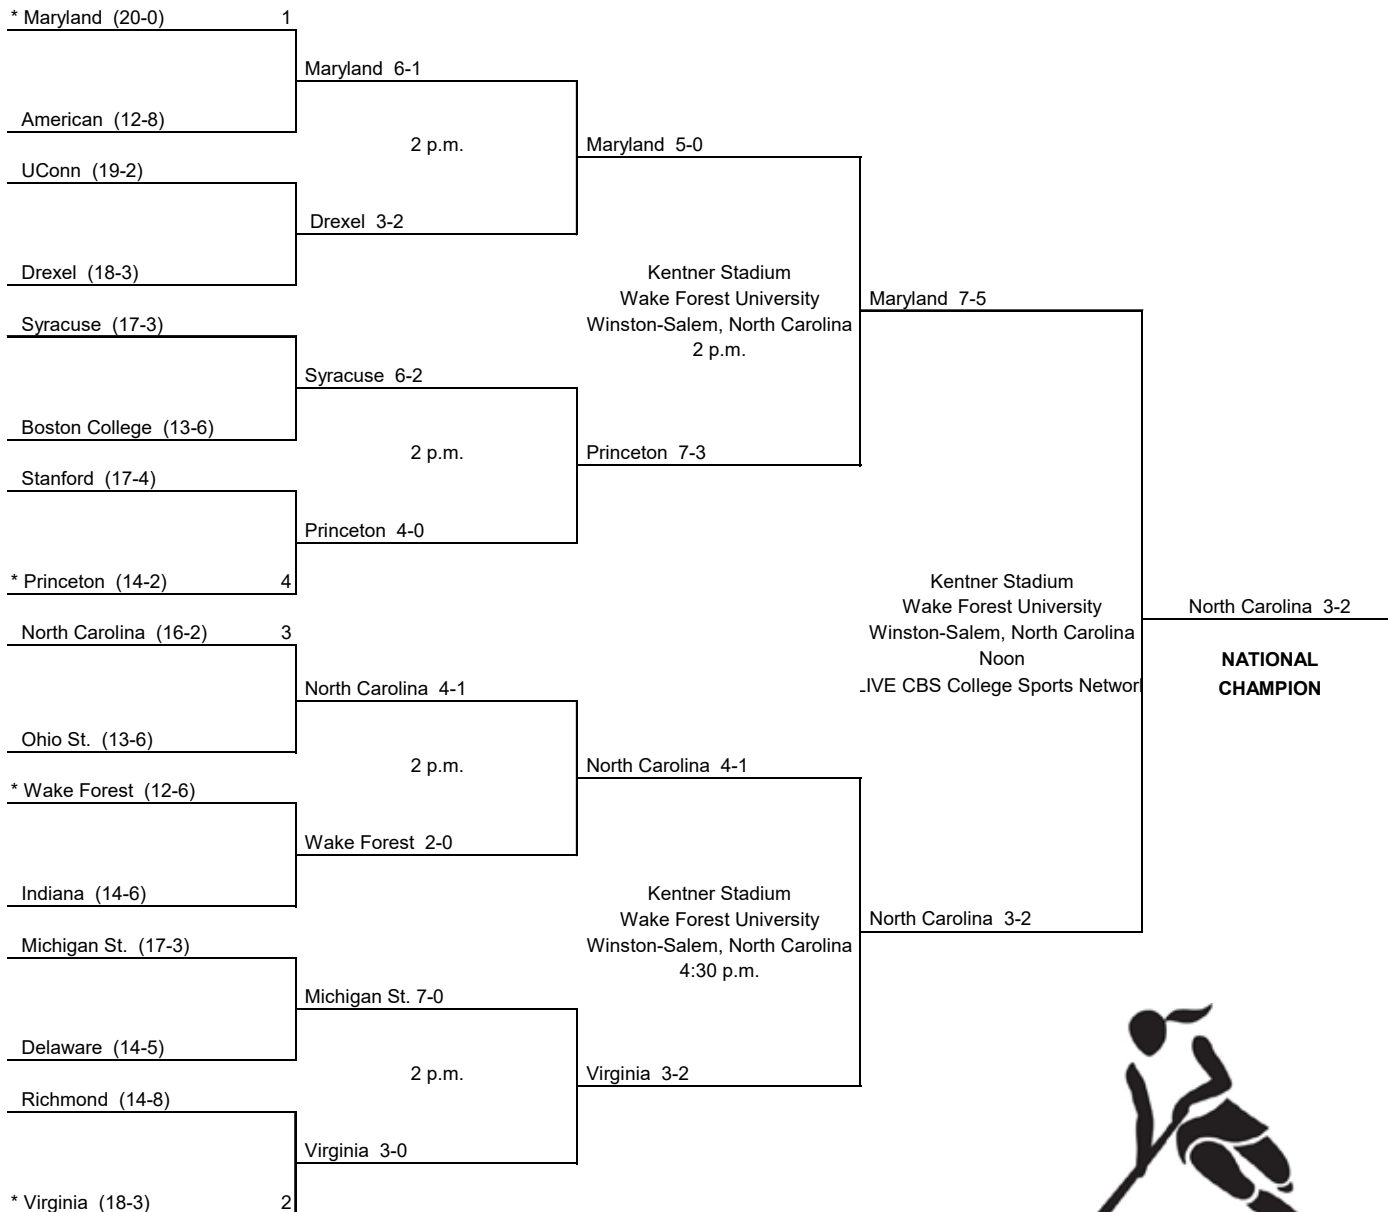 * Maryland (20-0) 1
Maryland 6-1
American (12-8)
2 p.m.
Maryland 5-0
UConn (19-2)
Drexel 3-2
Drexel (18-3)
Kentner Stadium
Wake Forest University
Winston-Salem, North Carolina
2 p.m.
Maryland 7-5
Syracuse (17-3)
Syracuse 6-2
Boston College (13-6)
2 p.m.
Princeton 7-3
Stanford (17-4)
Princeton 4-0
* Princeton (14-2) 4
Kentner Stadium
Wake Forest University
Winston-Salem, North Carolina
Noon
LIVE CBS College Sports Network
North Carolina 3-2
NATIONAL
CHAMPION
North Carolina (16-2) 3
North Carolina 4-1
Ohio St. (13-6)
2 p.m.
North Carolina 4-1
* Wake Forest (12-6)
Wake Forest 2-0
Indiana (14-6)
Kentner Stadium
Wake Forest University
Winston-Salem, North Carolina
4:30 p.m.
North Carolina 3-2
Michigan St. (17-3)
Michigan St. 7-0
Delaware (14-5)
2 p.m.
Virginia 3-2
Richmond (14-8)
Virginia 3-0
* Virginia (18-3) 2